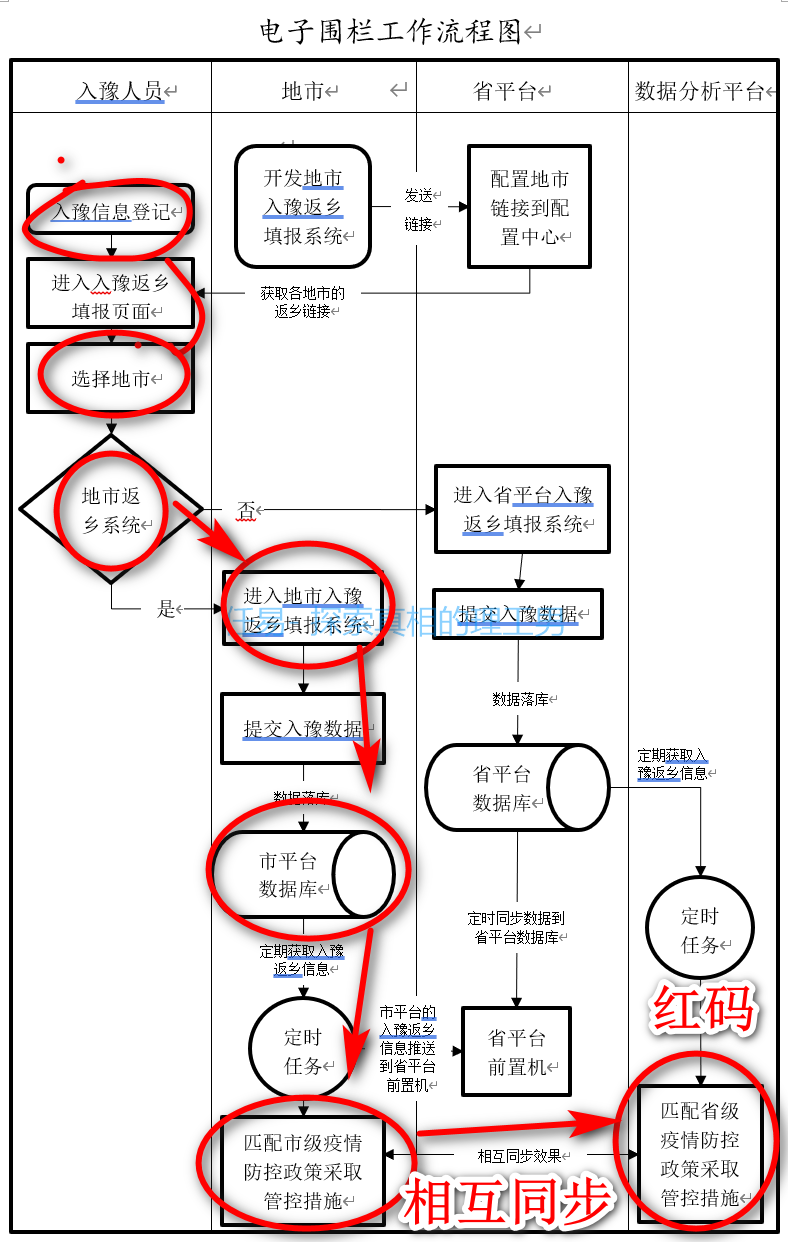 电子围栏工作流程图
入豫人员
地市
省平台
数据分析平台
入豫信息登记
开发地市
入豫返乡
填报系统
发送
链接
配置地市
链接到配
置中心
进入入豫返乡
填报页面
获取各地市的
返乡链接
选择地市
地市返
乡系统
否
进入省平台入豫
返乡填报系统
是
进入地市入豫
返乡填报系统
提交入豫数据
任易 探索真相的理工男
提交入豫数据
数据落库
数据落库
省平台
数据库
定期获取入
豫返乡信息
市平台
数据库
定时同步数据到
省平台数据库
定时
任务
定期获取入豫
返乡信息
定时
任务
市平台的
入豫返乡
信息推送
到省平台
前置机
省平台
前置机
红码
匹配市级疫情
防控政策采取
管控措施
相互同步效果
相互同步
匹配省级
疫情防控
政策采取
管控措施